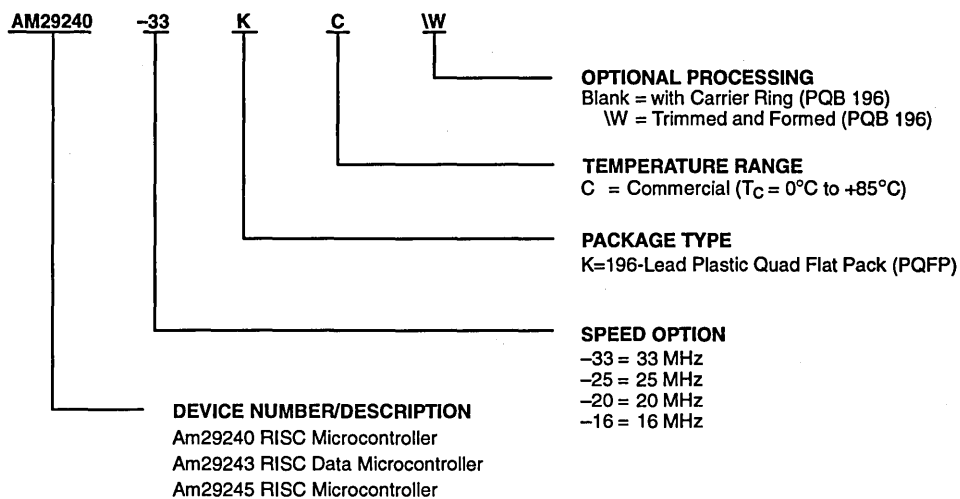 AM29240 –33 K C \W
OPTIONAL PROCESSING
Blank = with Carrier Ring (PQB 196)
\W = Trimmed and Formed (PQB 196)
TEMPERATURE RANGE
C = Commercial (TC = 0°C to +85°C)
PACKAGE TYPE
K=196-Lead Plastic Quad Flat Pack (PQFP)
SPEED OPTION
–33 = 33 MHz
–25 = 25 MHz
–20 = 20 MHz
–16 = 16 MHz
DEVICE NUMBER/DESCRIPTION
Am29240 RISC Microcontroller
Am29243 RISC Data Microcontroller
Am29245 RISC Microcontroller